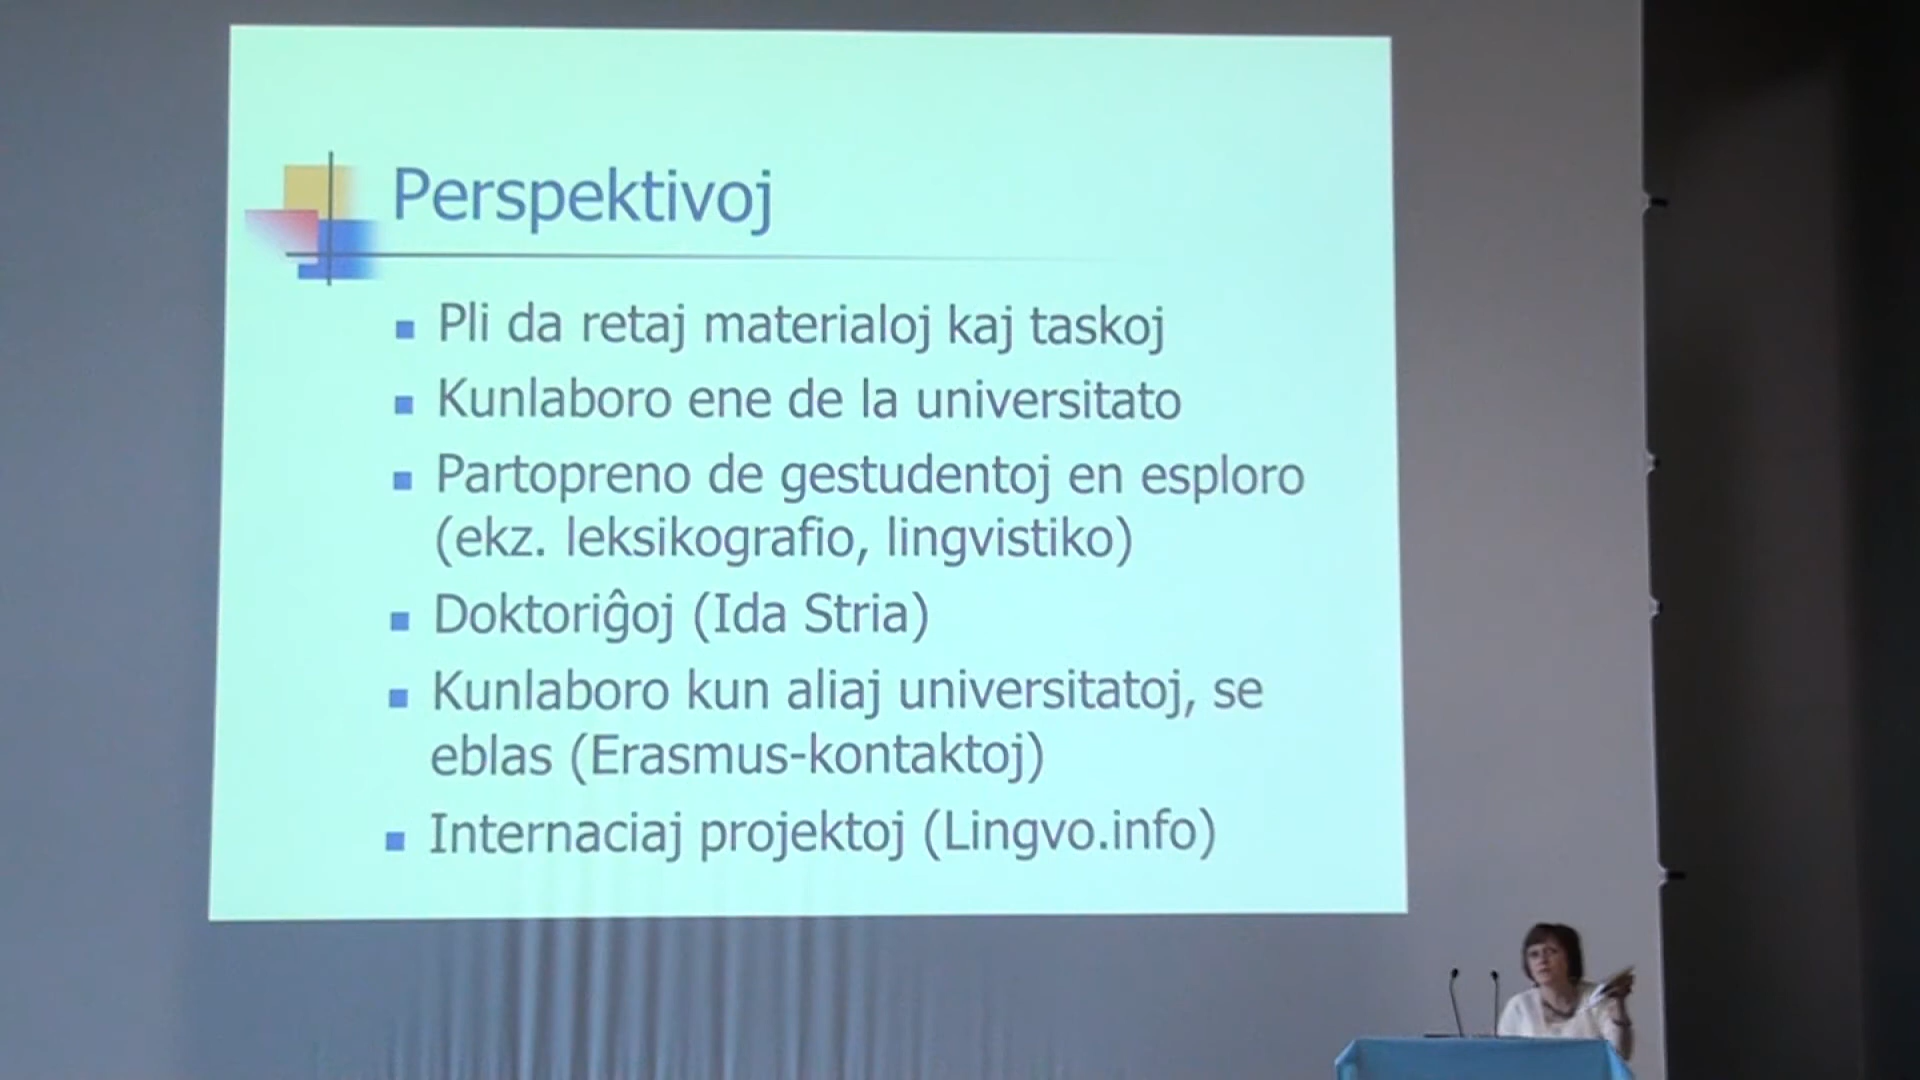 Perspektivoj
Pli da retaj materialoj kaj taskoj
Kunlaboro ene de la universitato
Partopreno de gestudentoj en esploro
(ekz. leksikografio, lingvistiko)
Doktoriĝoj (Ida Stria)
Kunlaboro kun aliaj universitatoj, se
eblas (Erasmus-kontaktoj)
Internaciaj projektoj (Lingvo.info)